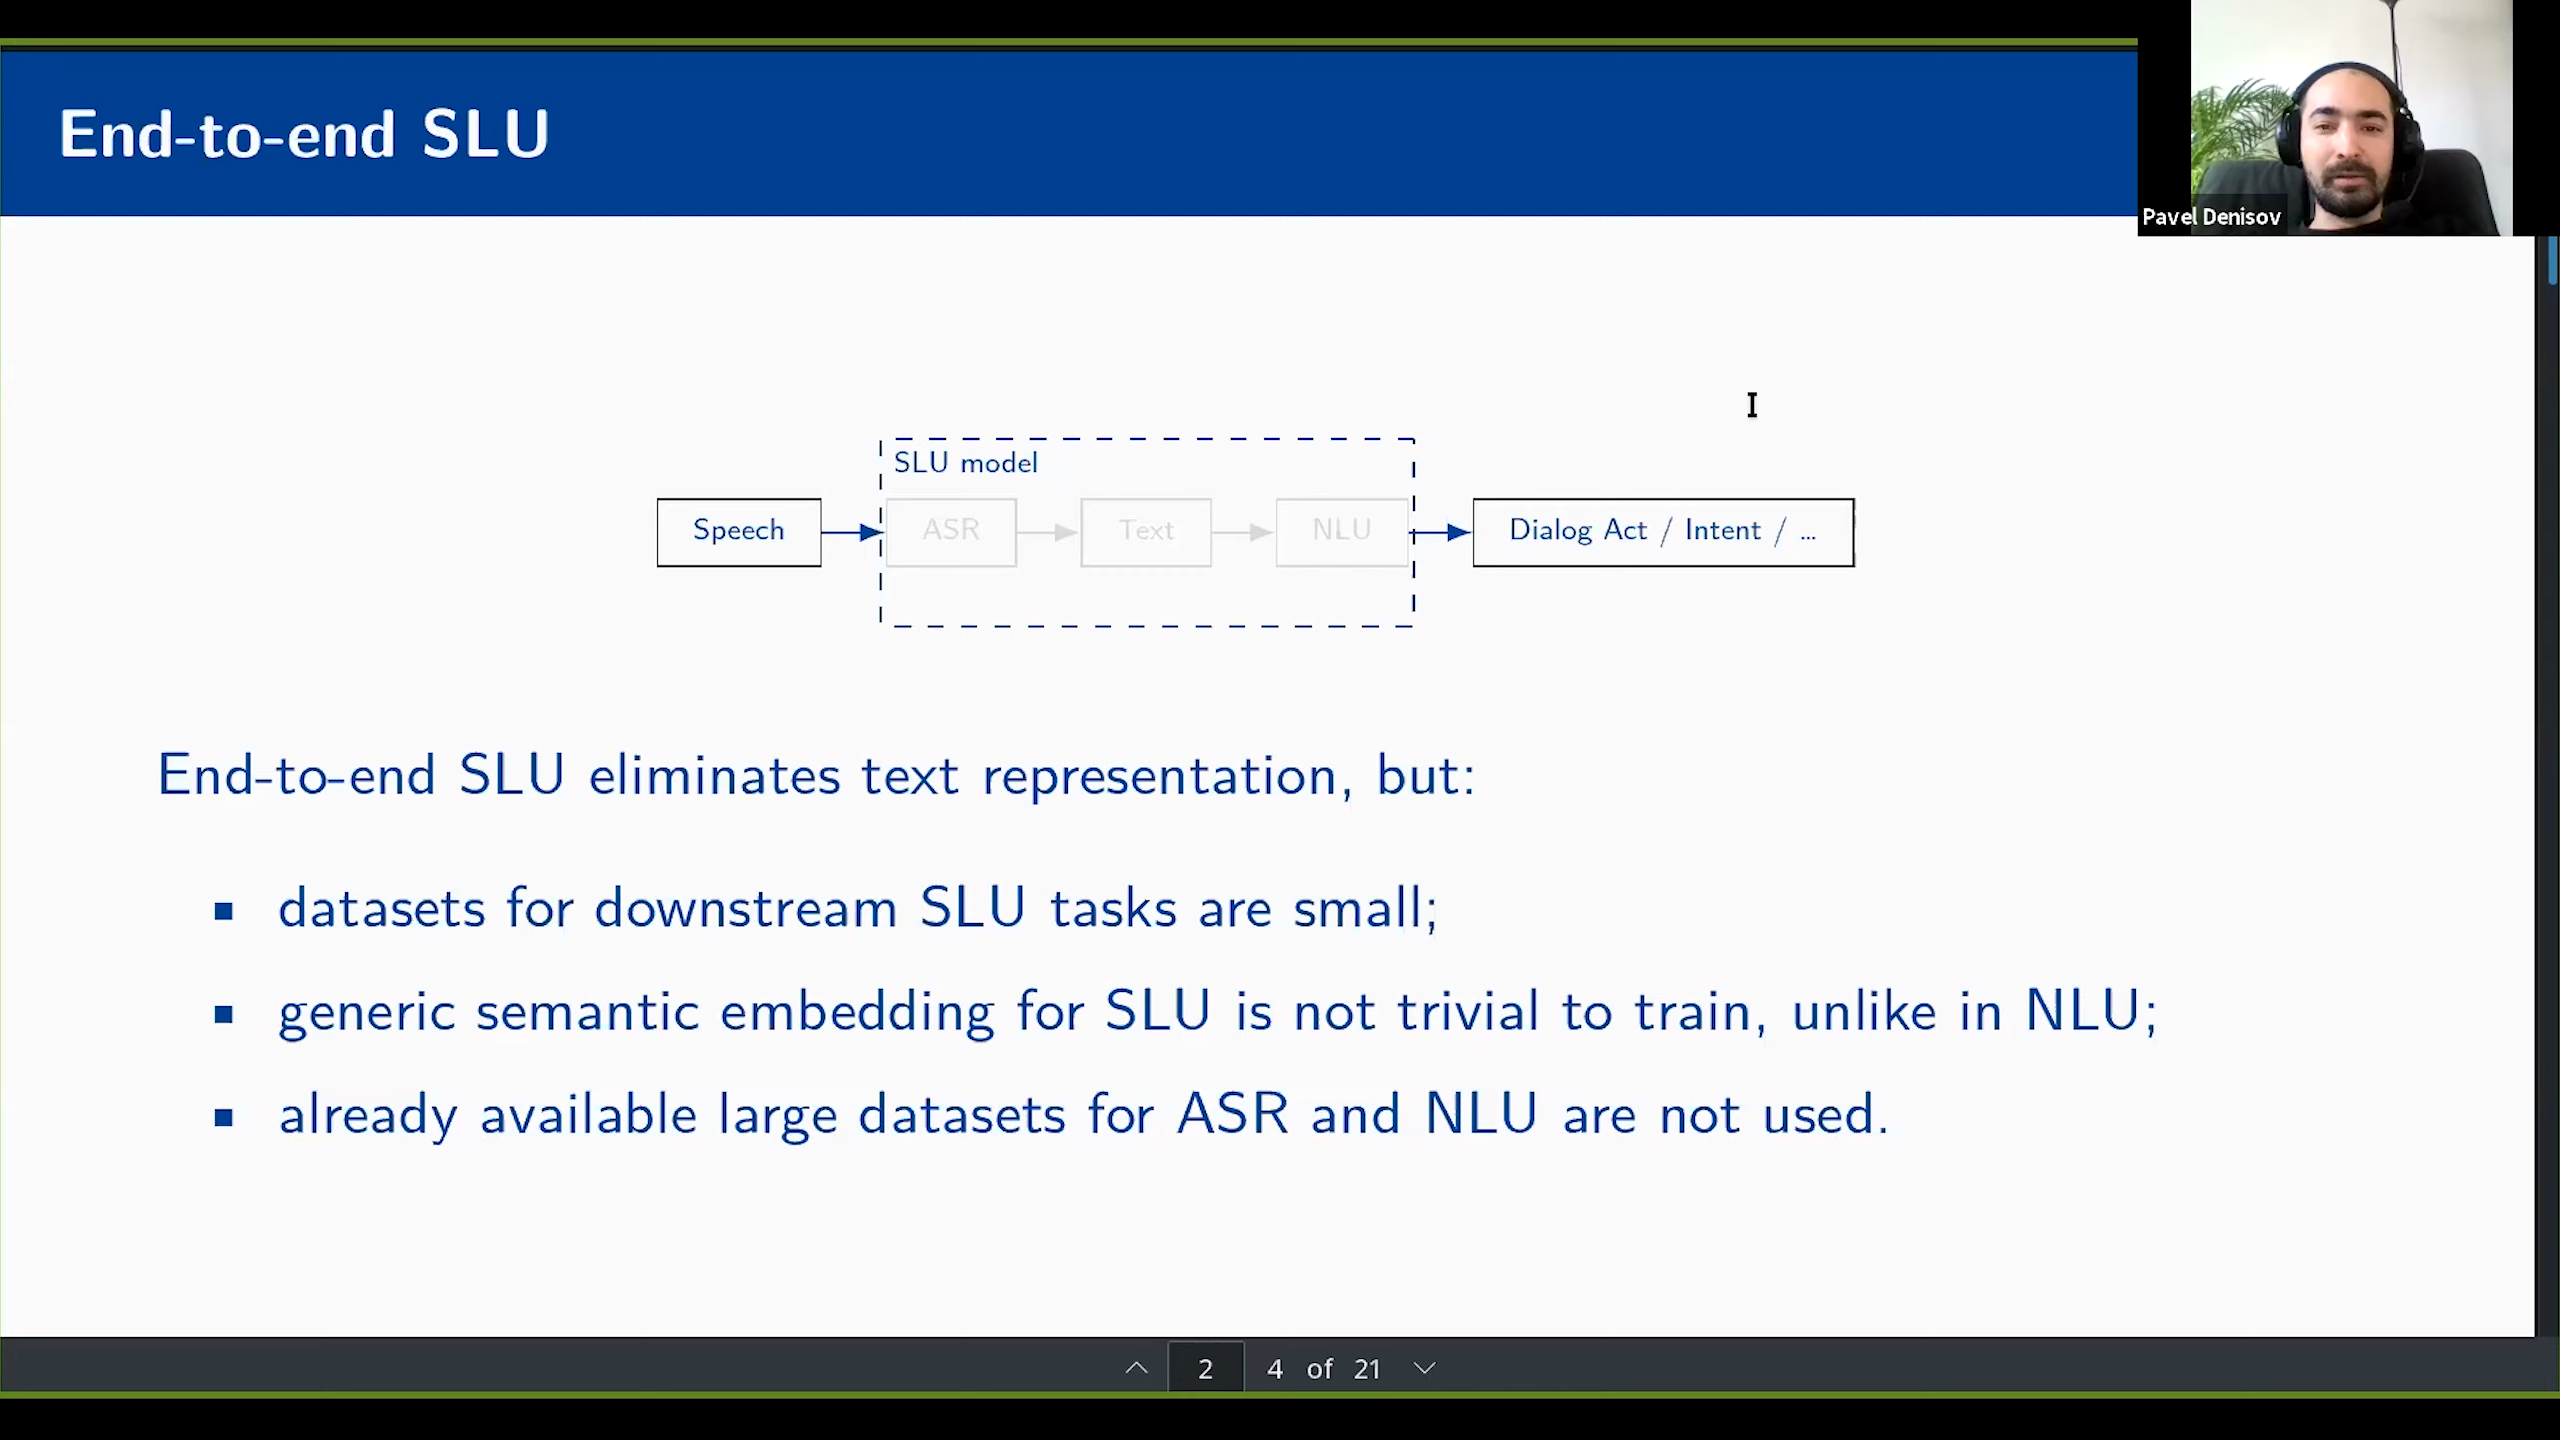 End-to-end SLU
Pavel Denisov
SLU model
Speech
ASR
Text
NLU
Dialog Act / Intent / ...
End-to-end SLU eliminates text representation, but:
▪ datasets for downstream SLU tasks are small;
▪ generic semantic embedding for SLU is not trivial to train, unlike in NLU;
▪ already available large datasets for ASR and NLU are not used.
2 4 of 21